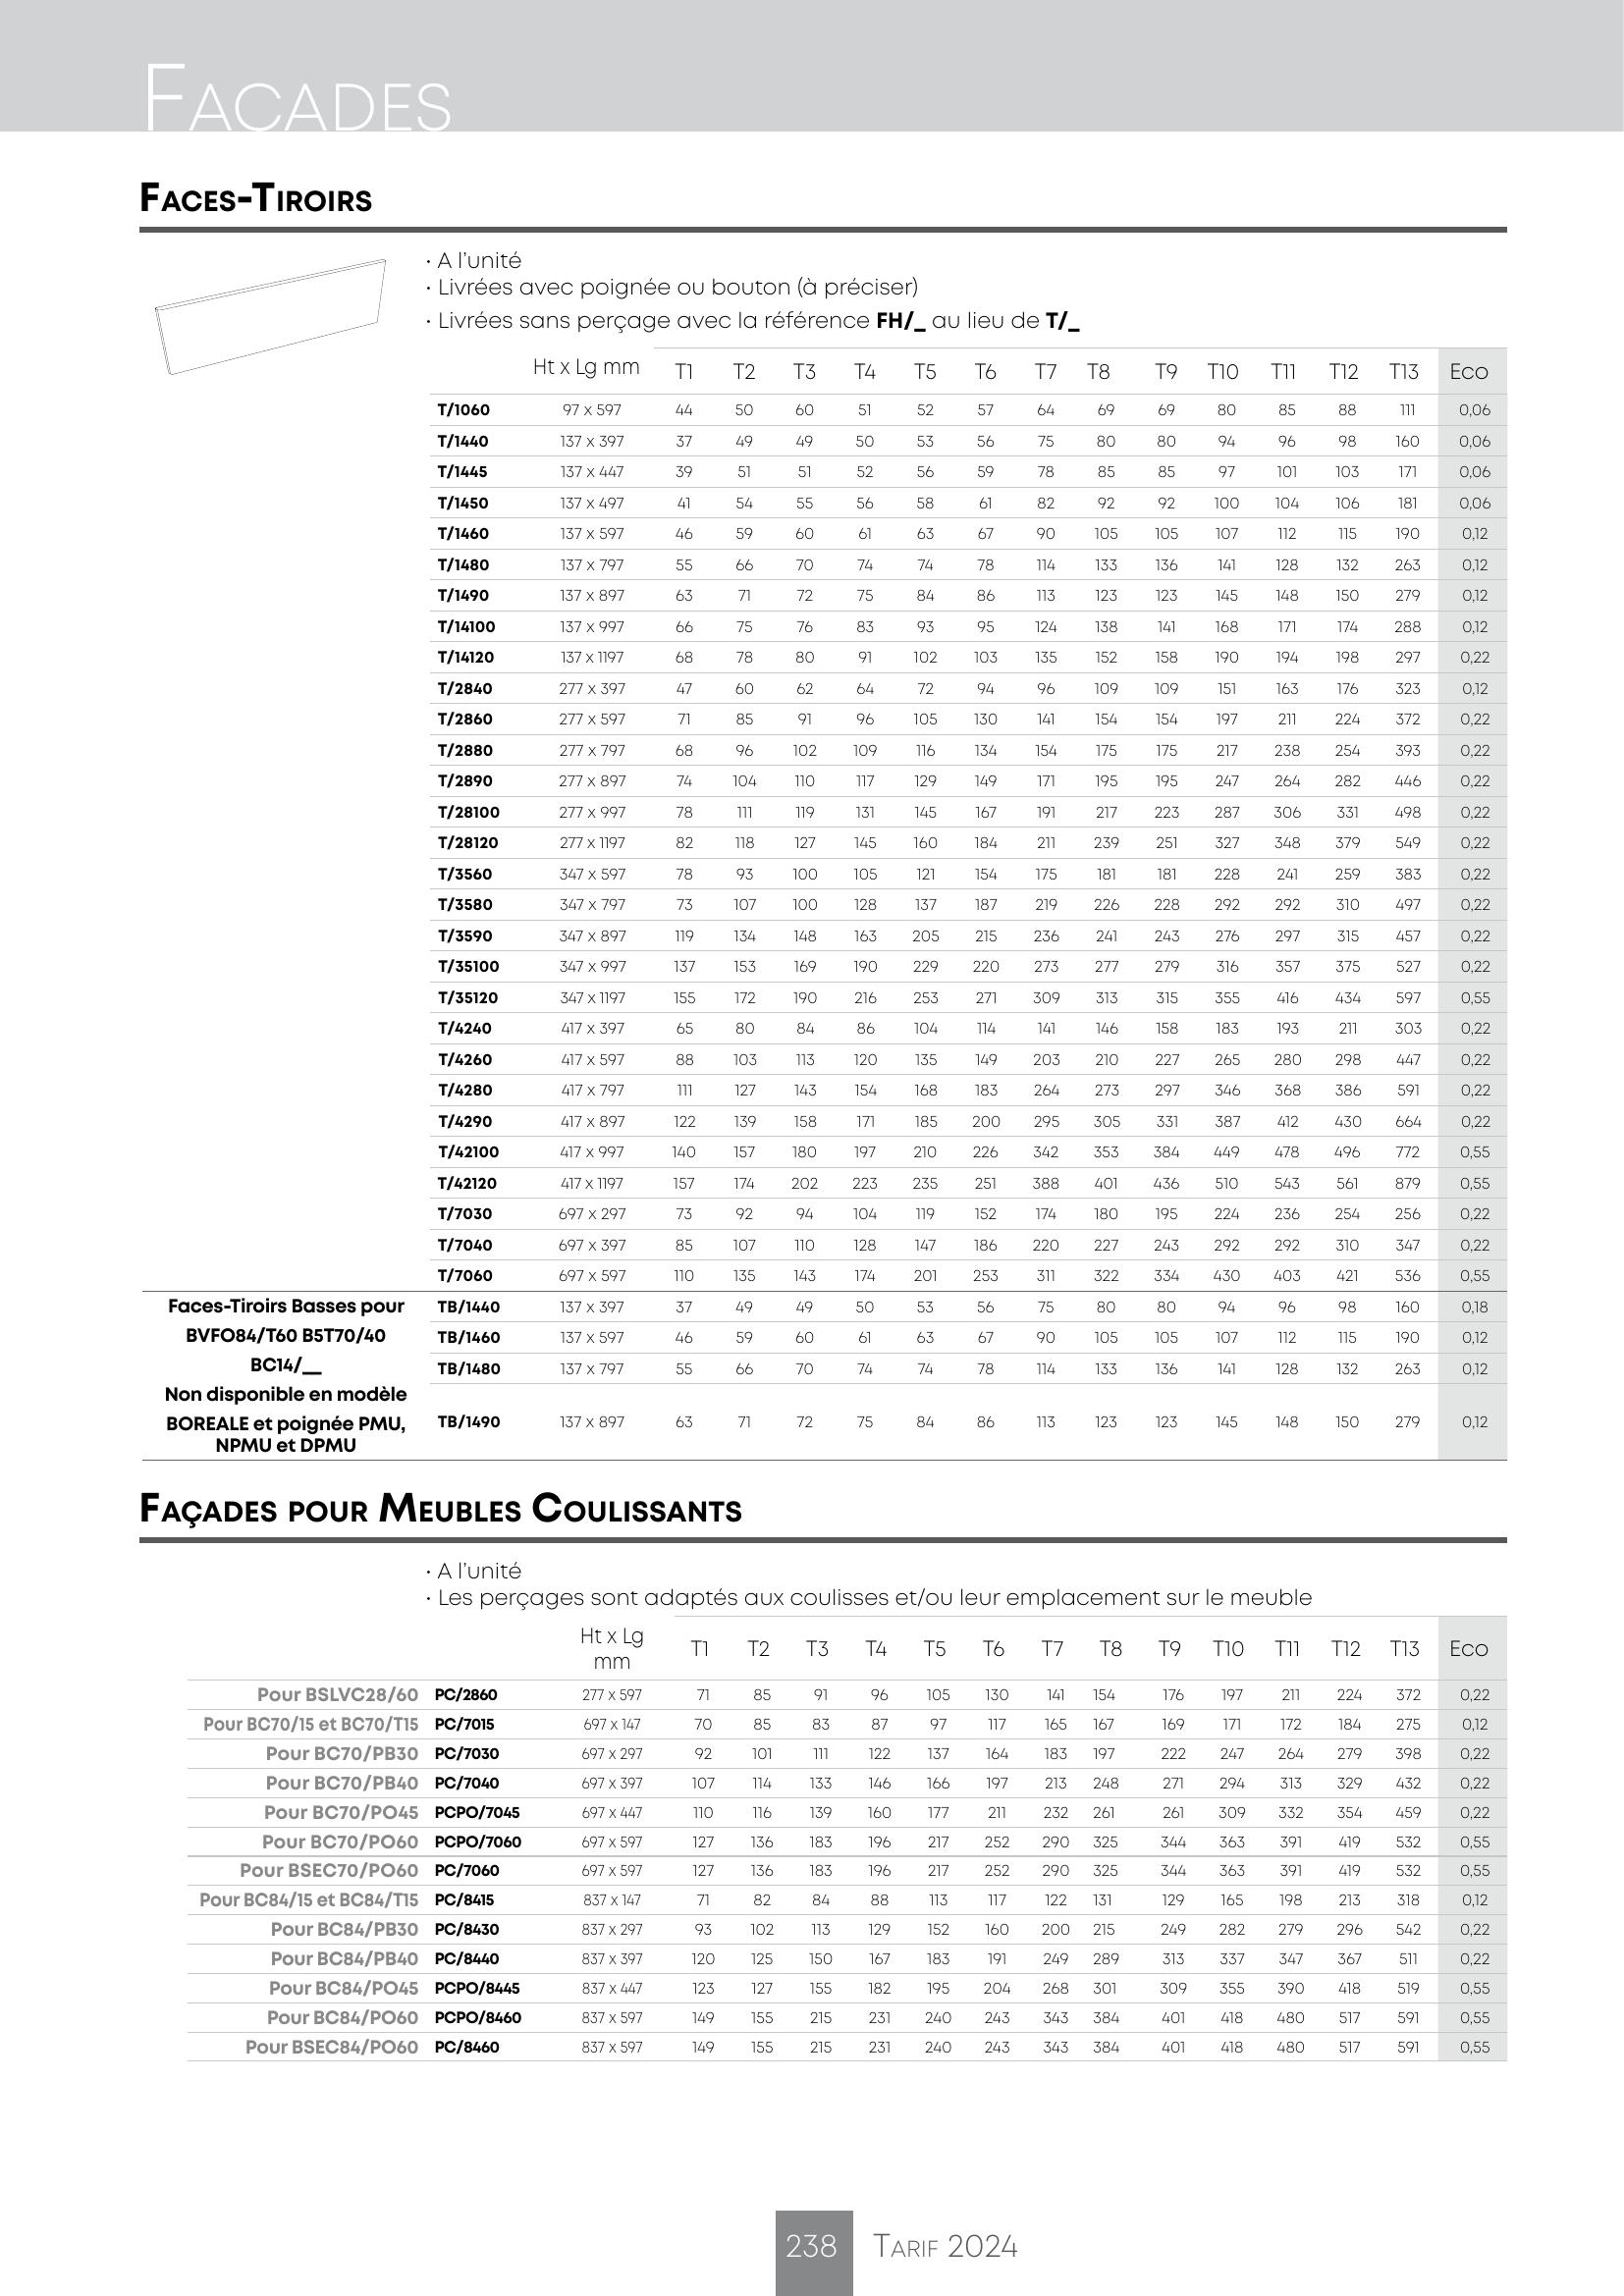 FACADES
FACES-TIROIRS
· A l'unité
· Livrées avec poignée ou bouton (à préciser)
· Livrées sans perçage avec la référence FH/_ au lieu de T/_
Ht x Lg mm T1 T2 T3 T4 T5 T6 T7 T8 T9 T10 T11 T12 T13 Eco
T/1060 97 x 597 44 50 60 51 52 57 64 69 69 80 85 88 111 0,06
T/1440 137 x 397 37 49 49 50 53 56 75 80 80 94 96 98 160 0,06
T/1445 137 x 447 39 51 51 52 56 59 78 85 85 97 101 103 171 0,06
T/1450 137 x 497 41 54 55 56 58 61 82 92 92 100 104 106 181 0,06
T/1460 137 x 597 46 59 60 61 63 67 90 105 105 107 112 115 190 0,12
T/1480 137 x 797 55 66 70 74 74 78 114 133 136 141 128 132 263 0,12
T/1490 137 x 897 63 71 72 75 84 86 113 123 123 145 148 150 279 0,12
T/14100 137 x 997 66 75 76 83 93 95 124 138 141 168 171 174 288 0,12
T/14120 137 x 1197 68 78 80 91 102 103 135 152 158 190 194 198 297 0,22
T/2840 277 x 397 47 60 62 64 72 94 96 109 109 151 163 176 323 0,12
T/2860 277 x 597 71 85 91 96 105 130 141 154 154 197 211 224 372 0,22
T/2880 277 x 797 68 96 102 109 116 134 154 175 175 217 238 254 393 0,22
T/2890 277 x 897 74 104 110 117 129 149 171 195 195 247 264 282 446 0,22
T/28100 277 x 997 78 111 119 131 145 167 191 217 223 287 306 331 498 0,22
T/28120 277 x 1197 82 118 127 145 160 184 211 239 251 327 348 379 549 0,22
T/3560 347 x 597 78 93 100 105 121 154 175 181 181 228 241 259 383 0,22
T/3580 347 x 797 73 107 100 128 137 187 219 226 228 292 292 310 497 0,22
T/3590 347 x 897 119 134 148 163 205 215 236 241 243 276 297 315 457 0,22
T/35100 347 x 997 137 153 169 190 229 220 273 277 279 316 357 375 527 0,22
T/35120 347 x 1197 155 172 190 216 253 271 309 313 315 355 416 434 597 0,55
T/4240 417 x 397 65 80 84 86 104 114 141 146 158 183 193 211 303 0,22
T/4260 417 x 597 88 103 113 120 135 149 203 210 227 265 280 298 447 0,22
T/4280 417 x 797 111 127 143 154 168 183 264 273 297 346 368 386 591 0,22
T/4290 417 x 897 122 139 158 171 185 200 295 305 331 387 412 430 664 0,22
T/42100 417 x 997 140 157 180 197 210 226 342 353 384 449 478 496 772 0,55
T/42120 417 x 1197 157 174 202 223 235 251 388 401 436 510 543 561 879 0,55
T/7030 697 x 297 73 92 94 104 119 152 174 180 195 224 236 254 256 0,22
T/7040 697 x 397 85 107 110 128 147 186 220 227 243 292 292 310 347 0,22
T/7060 697 x 597 110 135 143 174 201 253 311 322 334 430 403 421 536 0,55
Faces-Tiroirs Basses pour TB/1440 137 x 397 37 49 49 50 53 56 75 80 80 94 96 98 160 0,18
BVFO84/T60 B5T70/40 TB/1460 137 x 597 46 59 60 61 63 67 90 105 105 107 112 115 190 0,12
BC14/__ TB/1480 137 x 797 55 66 70 74 74 78 114 133 136 141 128 132 263 0,12
Non disponible en modèle
BOREALE et poignée PMU, TB/1490 137 x 897 63 71 72 75 84 86 113 123 123 145 148 150 279 0,12
NPMU et DPMU
FAÇADES POUR MEUBLES COULISSANTS
· A l'unité
· Les perçages sont adaptés aux coulisses et/ou leur emplacement sur le meuble
Ht x Lg
mm T1 T2 T3 T4 T5 T6 T7 T8 T9 T10 T11 T12 T13 Eco
Pour BSLVC28/60 PC/2860 277 x 597 71 85 91 96 105 130 141 154 176 197 211 224 372 0,22
Pour BC70/15 et BC70/T15 PC/7015 697 x 147 70 85 83 87 97 117 165 167 169 171 172 184 275 0,12
Pour BC70/PB30 PC/7030 697 x 297 92 101 111 122 137 164 183 197 222 247 264 279 398 0,22
Pour BC70/PB40 PC/7040 697 x 397 107 114 133 146 166 197 213 248 271 294 313 329 432 0,22
Pour BC70/PO45 PCPO/7045 697 x 447 110 116 139 160 177 211 232 261 261 309 332 354 459 0,22
Pour BC70/PO60 PCPO/7060 697 x 597 127 136 183 196 217 252 290 325 344 363 391 419 532 0,55
Pour BSEC70/PO60 PC/7060 697 x 597 127 136 183 196 217 252 290 325 344 363 391 419 532 0,55
Pour BC84/15 et BC84/T15 PC/8415 837 x 147 71 82 84 88 113 117 122 131 129 165 198 213 318 0,12
Pour BC84/PB30 PC/8430 837 x 297 93 102 113 129 152 160 200 215 249 282 279 296 542 0,22
Pour BC84/PB40 PC/8440 837 x 397 120 125 150 167 183 191 249 289 313 337 347 367 511 0,22
Pour BC84/PO45 PCPO/8445 837 x 447 123 127 155 182 195 204 268 301 309 355 390 418 519 0,55
Pour BC84/PO60 PCPO/8460 837 x 597 149 155 215 231 240 243 343 384 401 418 480 517 591 0,55
Pour BSEC84/PO60 PC/8460 837 x 597 149 155 215 231 240 243 343 384 401 418 480 517 591 0,55
238 TARIF 2024